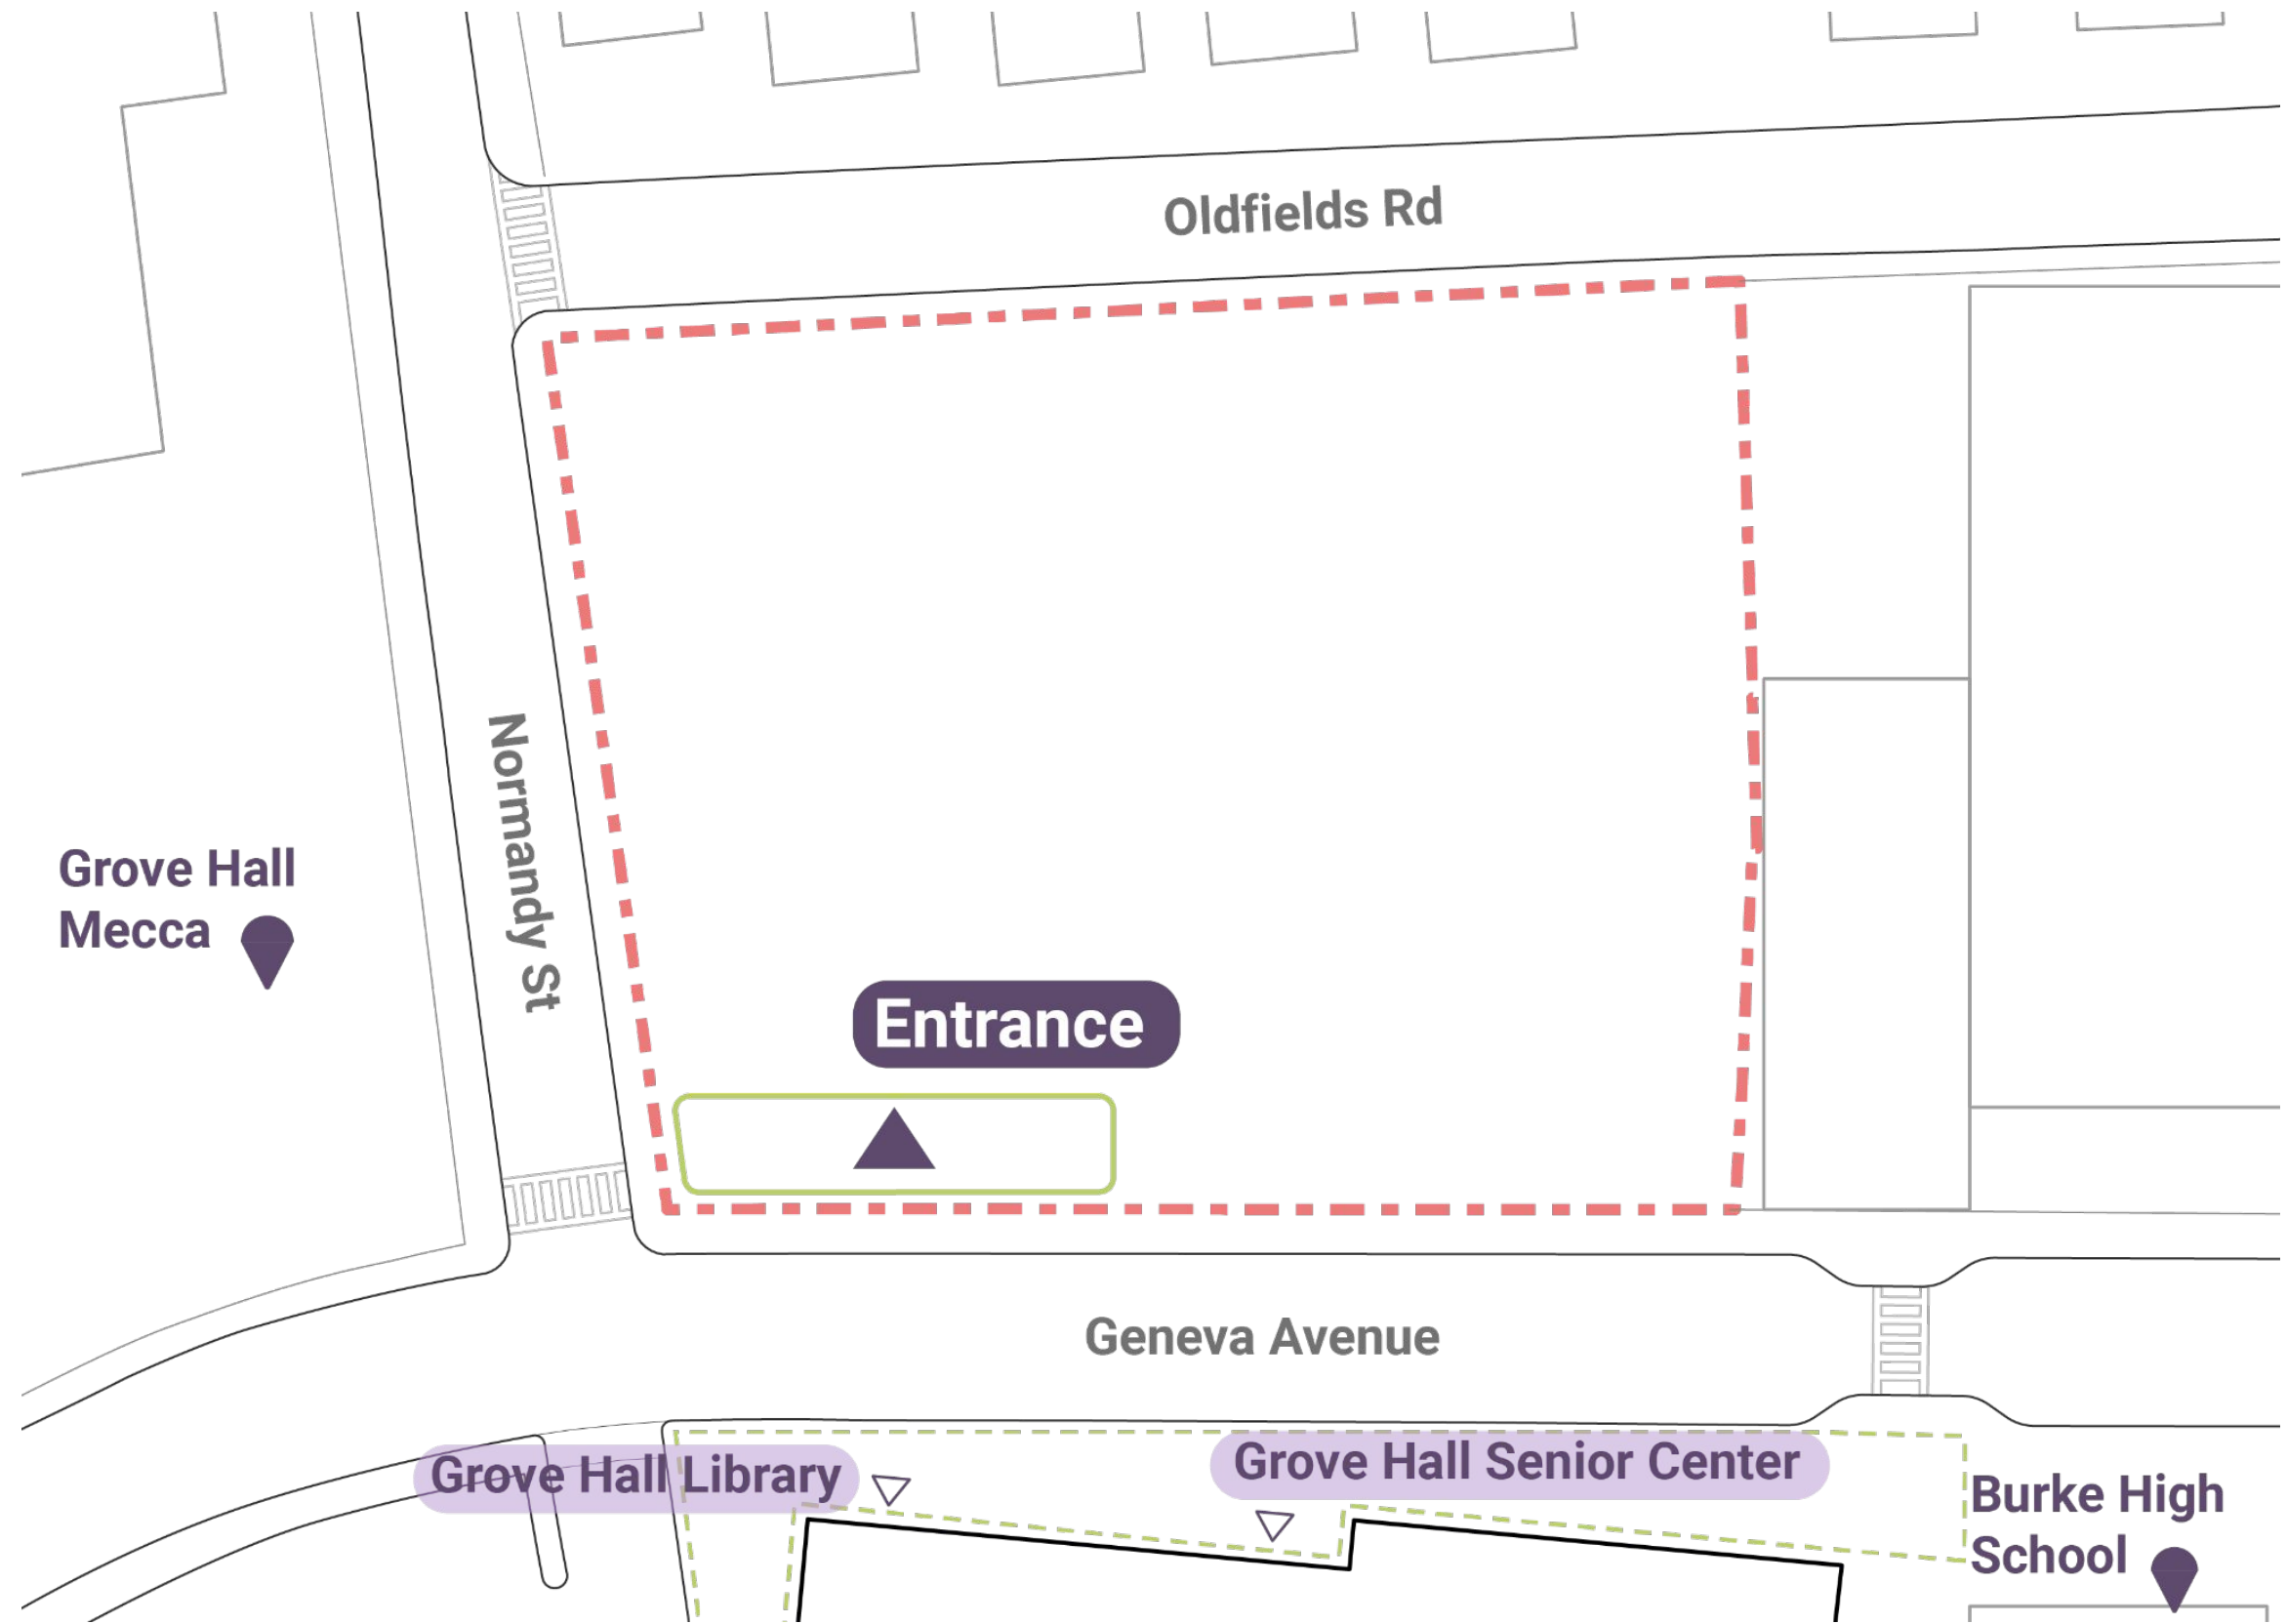 Oldfields Rd
Normandy St
Grove Hall
Mecca
Entrance
Geneva Avenue
Grove Hall Library
Grove Hall Senior Center
Burke High
School